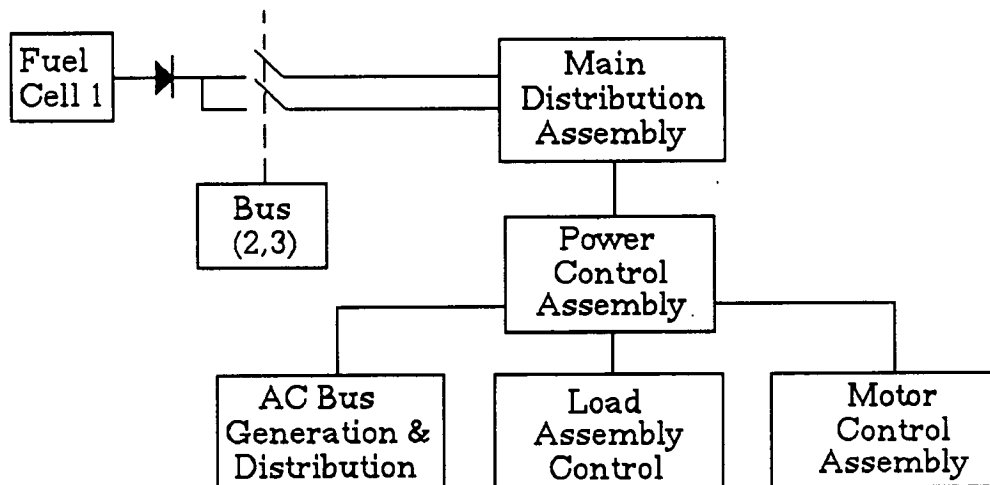 Fuel
Cell 1
Main
Distribution
Assembly
Bus
(2,3)
Power
Control
Assembly
AC Bus
Generation &
Distribution
Load
Assembly
Control
Motor
Control
Assembly